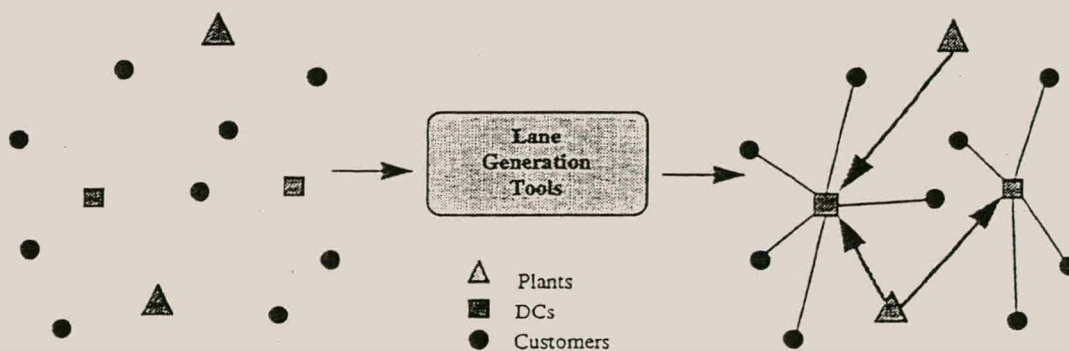 Lane
Generation
Tools
Plants
DCs
Customers